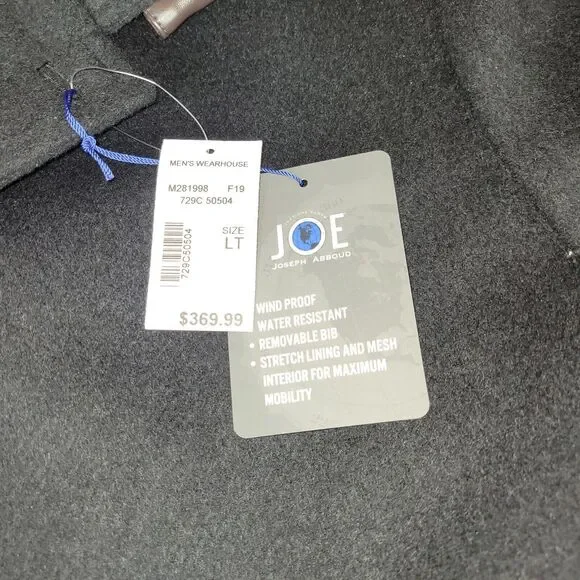 MEN'S WEARHOUSE
M281998 F19
729C 50504
SIZE
LT
729C50504
$369.99
JOE
JOSEPH ABBOUD
WIND PROOF
WATER RESISTANT
• REMOVABLE BIB
• STRETCH LINING AND MESH
INTERIOR FOR MAXIMUM
MOBILITY